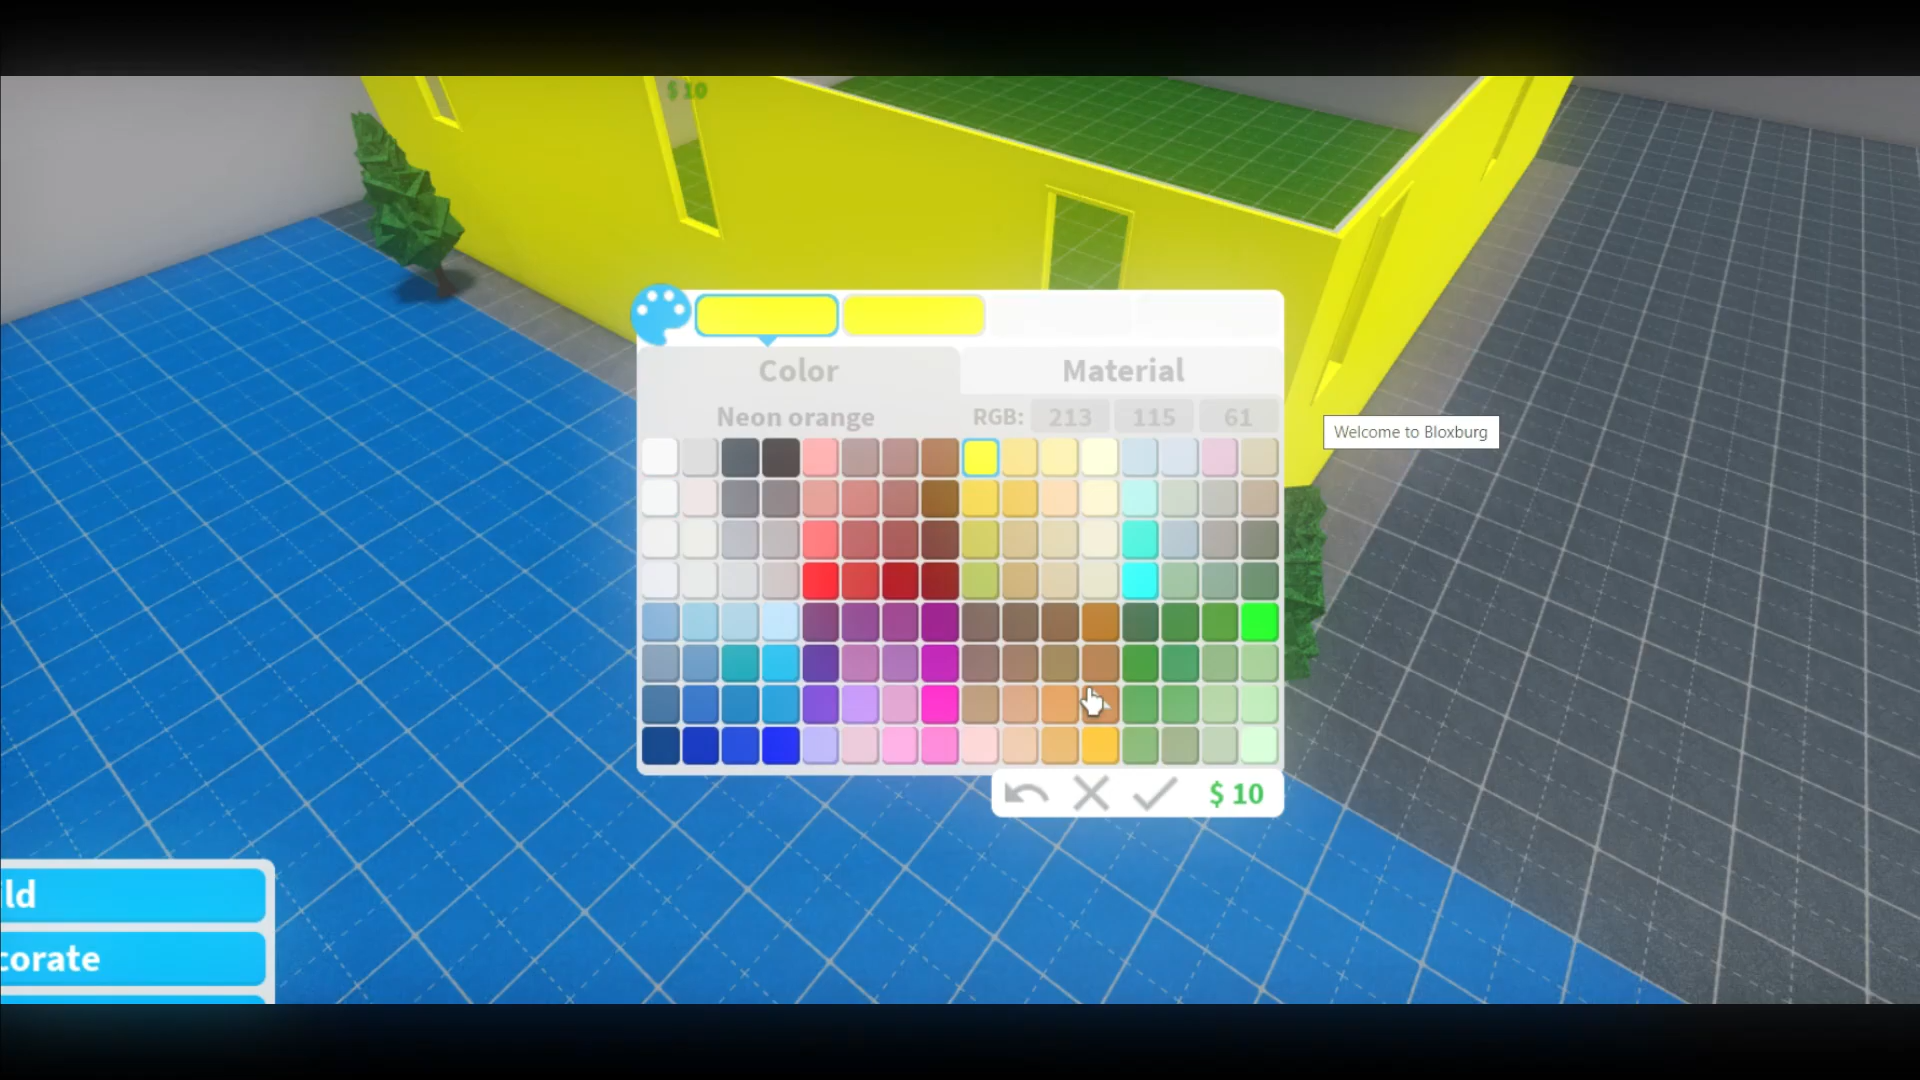 $ 10
Color
Material
Neon orange
RGB: 213 115 61
Welcome to Bloxburg
$ 10
ld
corate